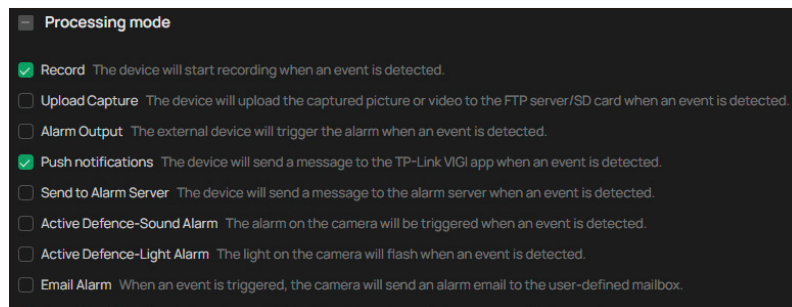 Processing mode
Record The device will start recording when an event is detected.
Upload Capture The device will upload the captured picture or video to the FTP server/SD card when an event is detected.
Alarm Output The external device will trigger the alarm when an event is detected.
Push notifications The device will send a message to the TP-Link VIGI app when an event is detected.
Send to Alarm Server The device will send a message to the alarm server when an event is detected.
Active Defence-Sound Alarm The alarm on the camera will be triggered when an event is detected.
Active Defence-Light Alarm The light on the camera will flash when an event is detected.
Email Alarm When an event is triggered, the camera will send an alarm email to the user-defined mailbox.